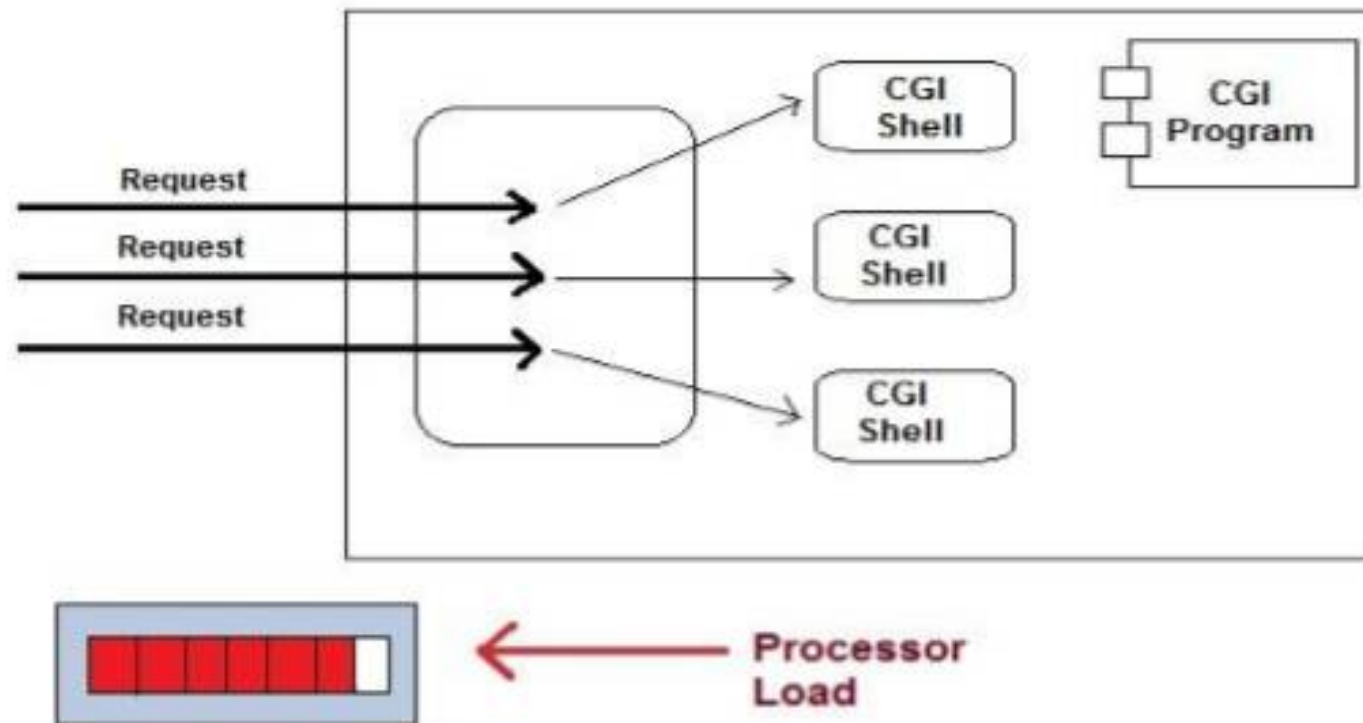 CGI
Shell
CGI
Program
Request
Request
CGI
Shell
Request
CGI
Shell
Processor
Load